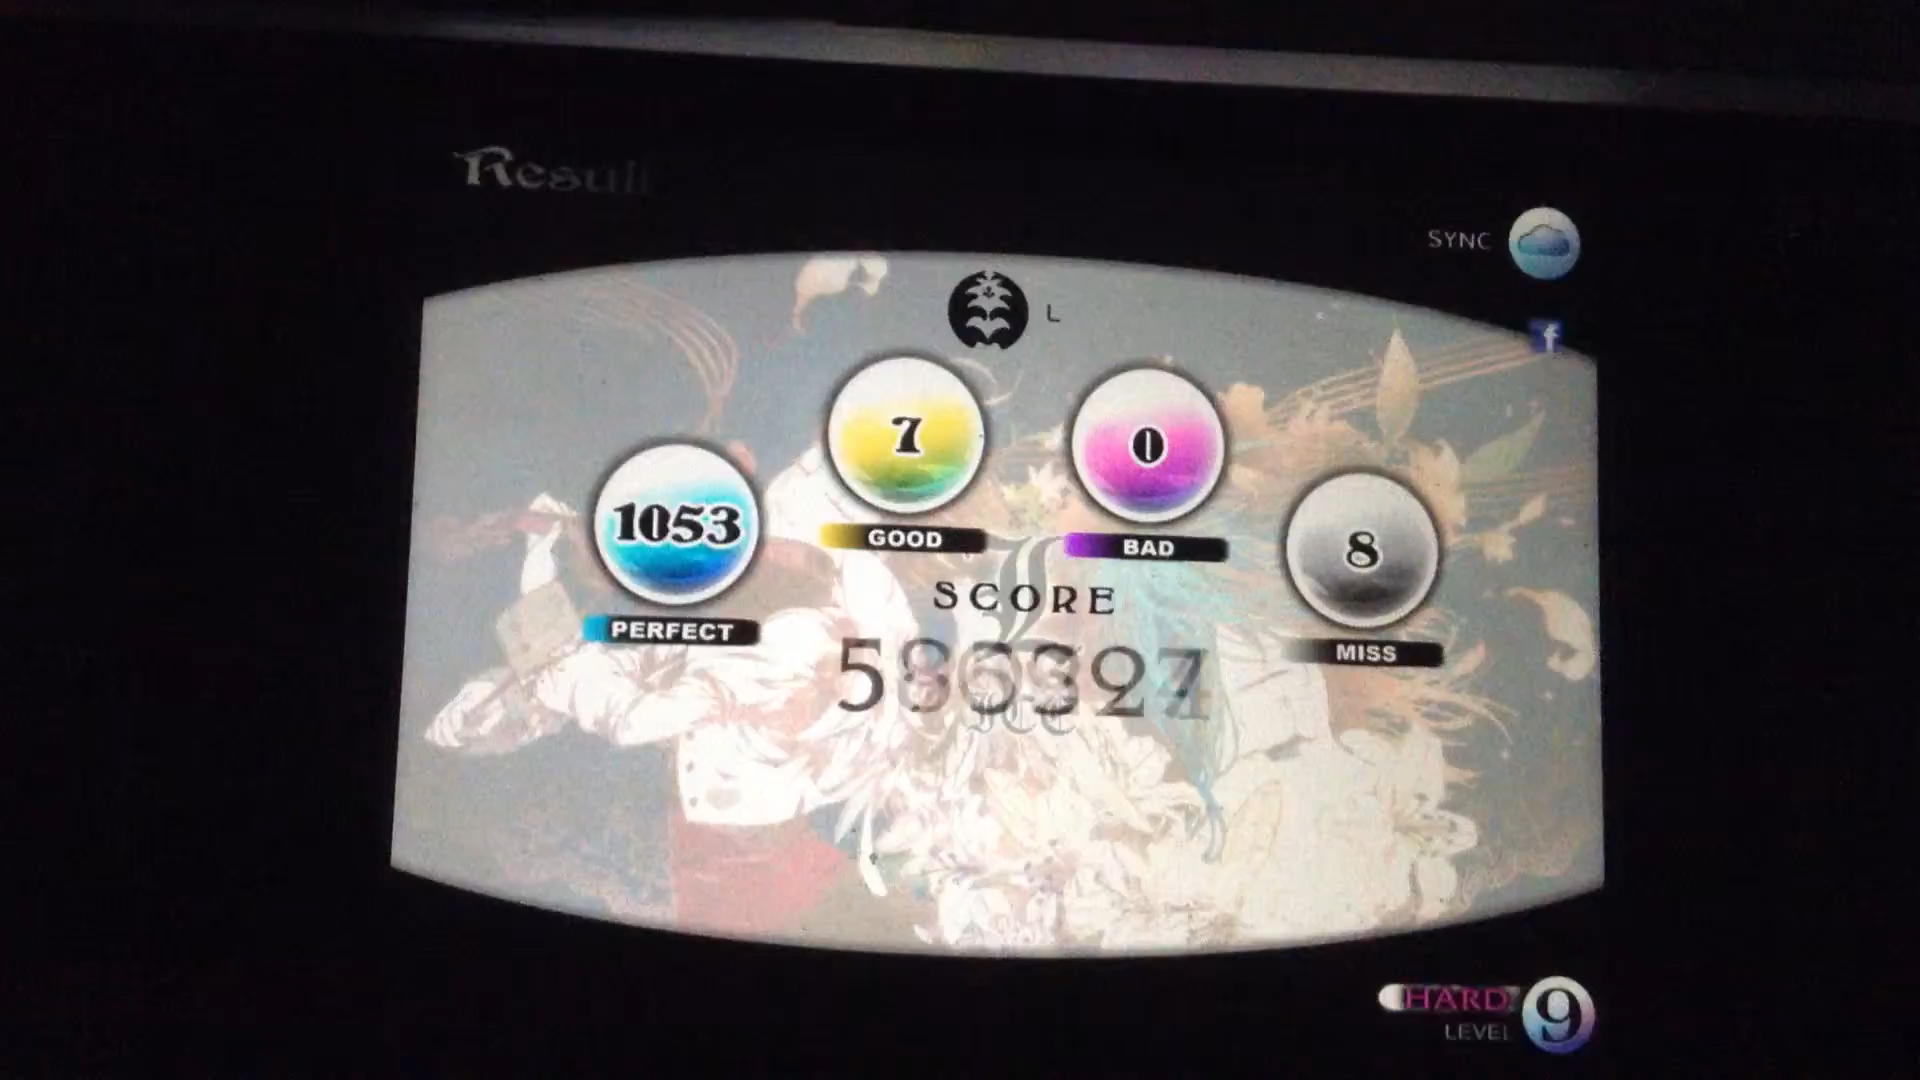 Result
SYNC
f
L
7
0
1053
8
GOOD
BAD
SCORE
PERFECT
MISS
HARD
LEVEL 9